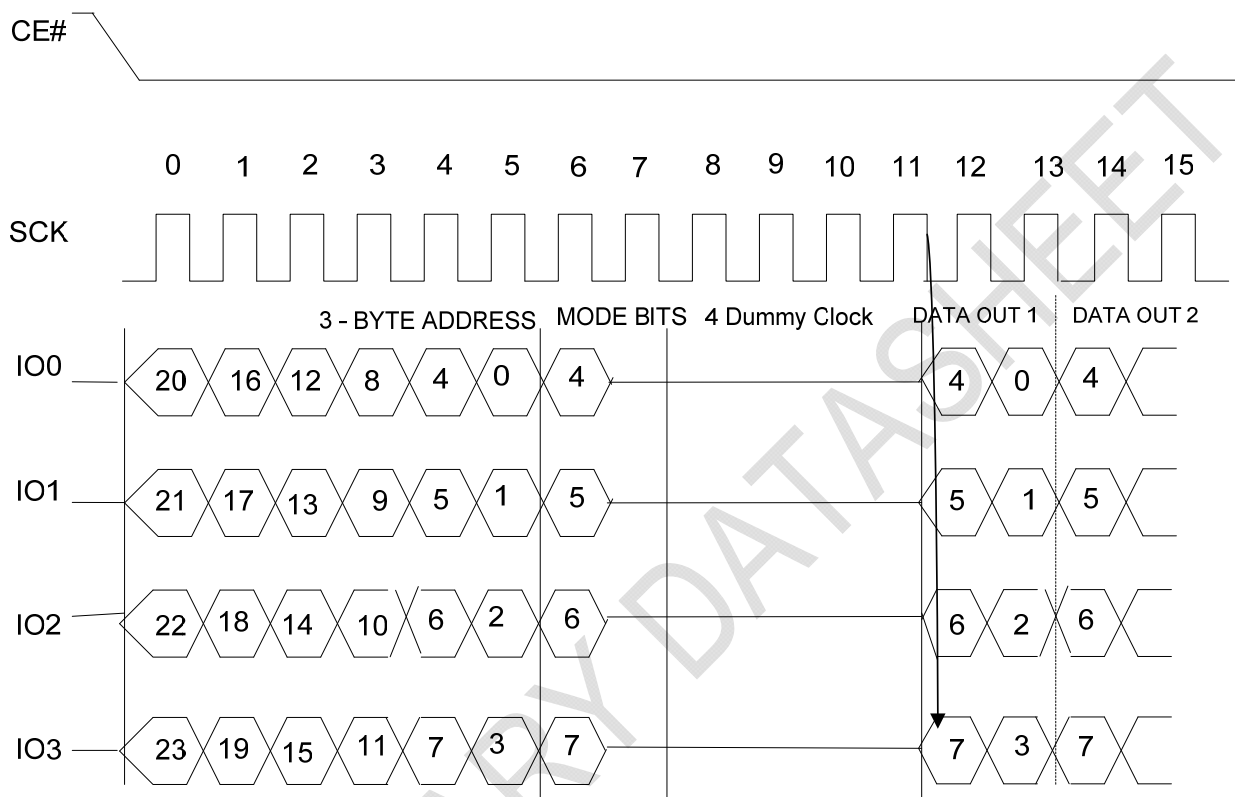 CE#
0 1 2 3 4 5 6 7 8 9 10 11 12 13 14 15
SCK
3 - BYTE ADDRESS MODE BITS 4 Dummy Clock DATA OUT 1 DATA OUT 2
IO0 20 16 12 8 4 0 4 4 0 4
IO1 21 17 13 9 5 1 5 5 1 5
IO2 22 18 14 10 6 2 6 6 2 6
IO3 23 19 15 11 7 3 7 7 3 7
RY DATASHEET